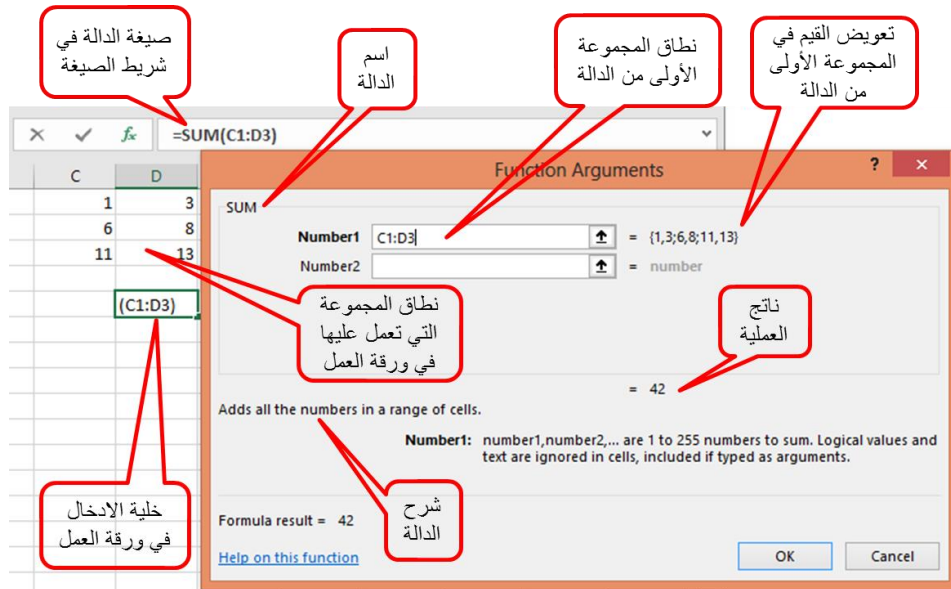 صيغة الدالة في
شريط الصيغة
اسم
الدالة
نطاق المجموعة
الأولى من الدالة
تعويض القيم في
المجموعة الأولى
من الدالة
fx =SUM(C1:D3)
Function Arguments ? ×
C D
1 3
6 8
11 13
(C1:D3)
SUM
Number1 C1:D3 = {1,3;6,8;11,13}
Number2 = number
نطاق المجموعة
التي تعمل عليها
في ورقة العمل
ناتج
العملية
= 42
Adds all the numbers in a range of cells.
Number1: number1,number2,... are 1 to 255 numbers to sum. Logical values and
text are ignored in cells, included if typed as arguments.
خلية الادخال
في ورقة العمل
شرح
الدالة
Formula result = 42
Help on this function
OK Cancel